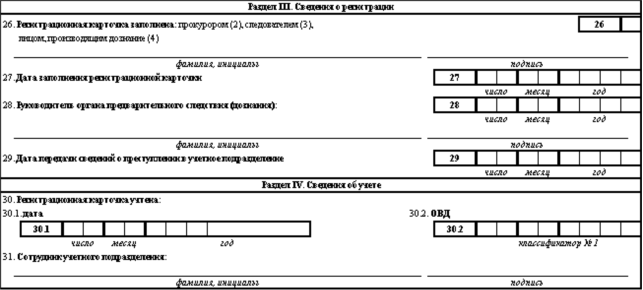 Раздел III. Сведения о регистрации
26. Регистрационная карточка заполнена: прокурором (2), следователем (3), 26
лицом, производящим дознание (4)
фамилия, инициалы подпись
27. Дата заполнения регистрационной карточки 27
число месяц год
28. Руководитель органа предварительного следствия (дознания): 28
число месяц год
фамилия, инициалы подпись
29. Дата передачи сведений о преступлении в учетное подразделение 29
число месяц год
Раздел IV. Сведения об учете
30. Регистрационная карточка учтена:
30.1. дата 30.2. ОВД
30.1 30.2
число месяц год классификатор № 1
31. Сотрудник учетного подразделения:
фамилия, инициалы подпись